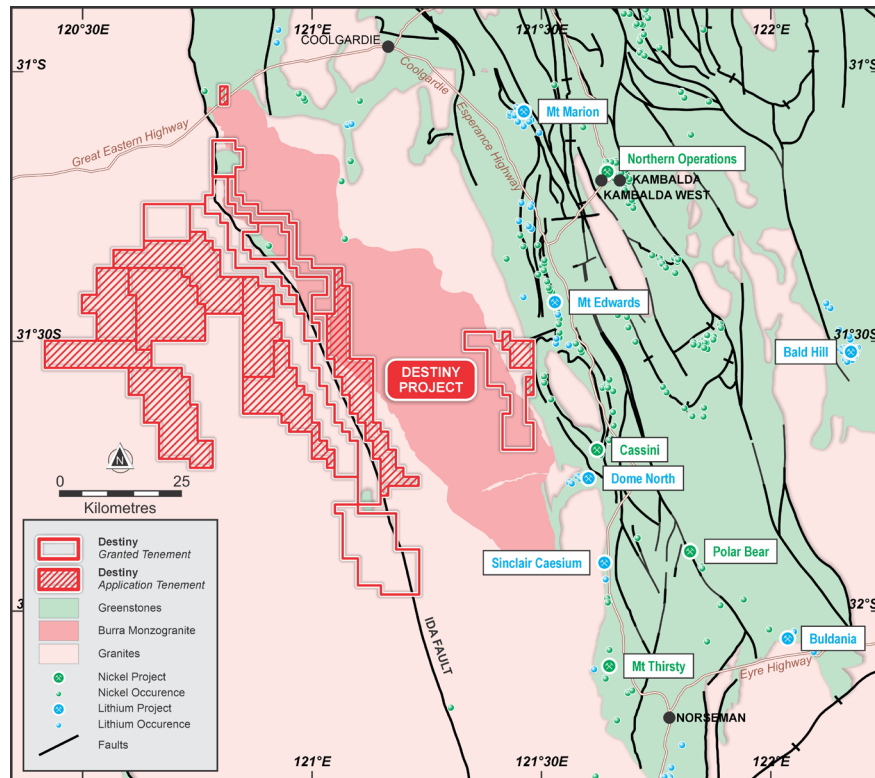 120°30'E
121°E
121°30'E
122°E
COOLGARDIE
31°S
31°S
Coolgardie
Esperance Highway
Great Eastern Highway
Mt Marion
Northern Operations
KAMBALDA
KAMBALDA WEST
Mt Edwards
31°30S
31°30S
Bald Hill
DESTINY
PROJECT
Cassini
Dome North
N
0
25
Kilometres
Polar Bear
Sinclair Caesium
32°S
Buldania
IDA FAULT
Mt Thirsty
Eyre Highway
NORSEMAN
Destiny
Granted Tenement
Destiny
Application Tenement
Greenstones
Burra Monzogranite
Granites
Nickel Project
Nickel Occurence
Lithium Project
Lithium Occurence
Faults
121°E
121°30'E
122°E